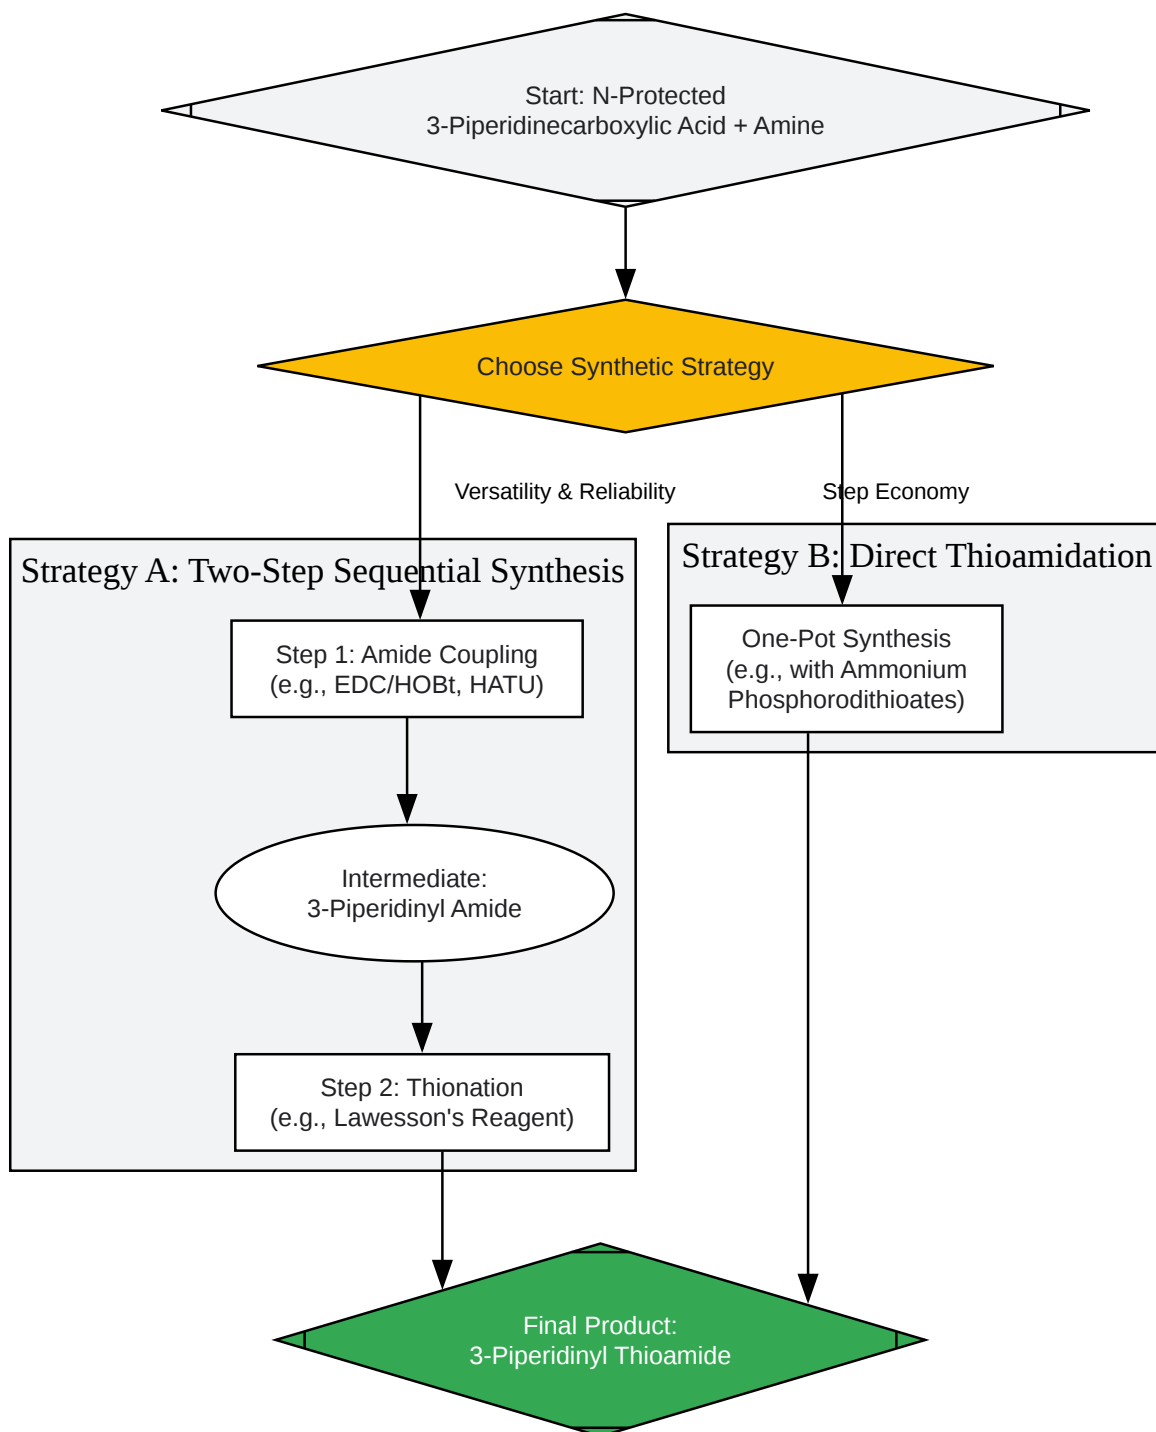 Start: N-Protected
3-Piperidinecarboxylic Acid + Amine
Choose Synthetic Strategy
Versatility & Reliability
Step Economy
Strategy A: Two-Step Sequential Synthesis
Strategy B: Direct Thioamidation
Step 1: Amide Coupling
(e.g., EDC/HOBt, HATU)
One-Pot Synthesis
(e.g., with Ammonium
Phosphorodithioates)
Intermediate:
3-Piperidinyl Amide
Step 2: Thionation
(e.g., Lawesson's Reagent)
Final Product:
3-Piperidinyl Thioamide